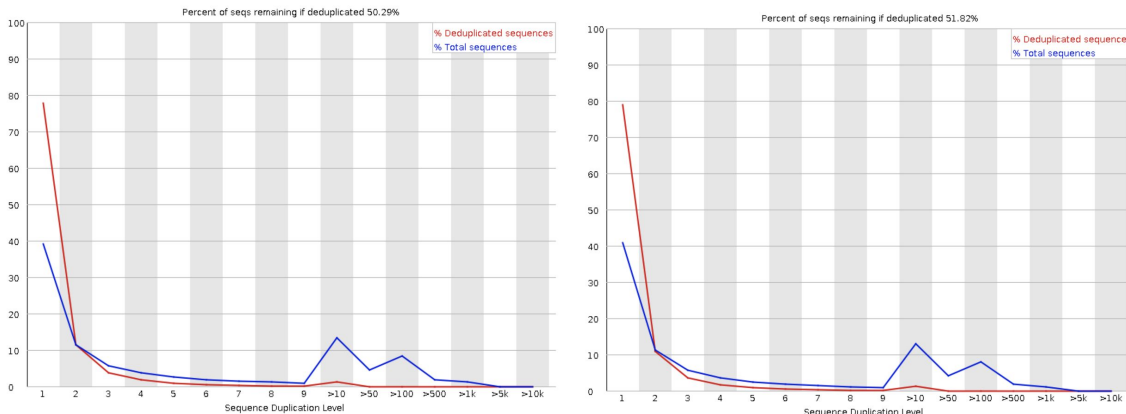 Percent of seqs remaining if deduplicated 50.29%
100
% Deduplicated sequences
% Total sequences
90
80
70
60
50
40
30
20
10
0
1 2 3 4 5 6 7 8 9 >10 >50 >100 >500 >1k >5k >10k
Sequence Duplication Level
Percent of seqs remaining if deduplicated 51.82%
100
% Deduplicated sequence
% Total sequences
90
80
70
60
50
40
30
20
10
0
1 2 3 4 5 6 7 8 9 >10 >50 >100 >500 >1k >5k >10k
Sequence Duplication Level